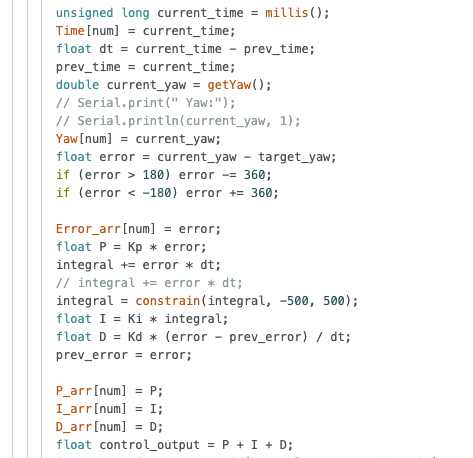 unsigned long current_time = millis();
Time[num] = current_time;
float dt = current_time - prev_time;
prev_time = current_time;
double current_yaw = getYaw();
// Serial.print(" Yaw:");
// Serial.println(current_yaw, 1);
Yaw[num] = current_yaw;
float error = current_yaw - target_yaw;
if (error > 180) error -= 360;
if (error < -180) error += 360;
Error_arr[num] = error;
float P = Kp * error;
integral += error * dt;
// integral += error * dt;
integral = constrain(integral, -500, 500);
float I = Ki * integral;
float D = Kd * (error - prev_error) / dt;
prev_error = error;
P_arr[num] = P;
I_arr[num] = I;
D_arr[num] = D;
float control_output = P + I + D;